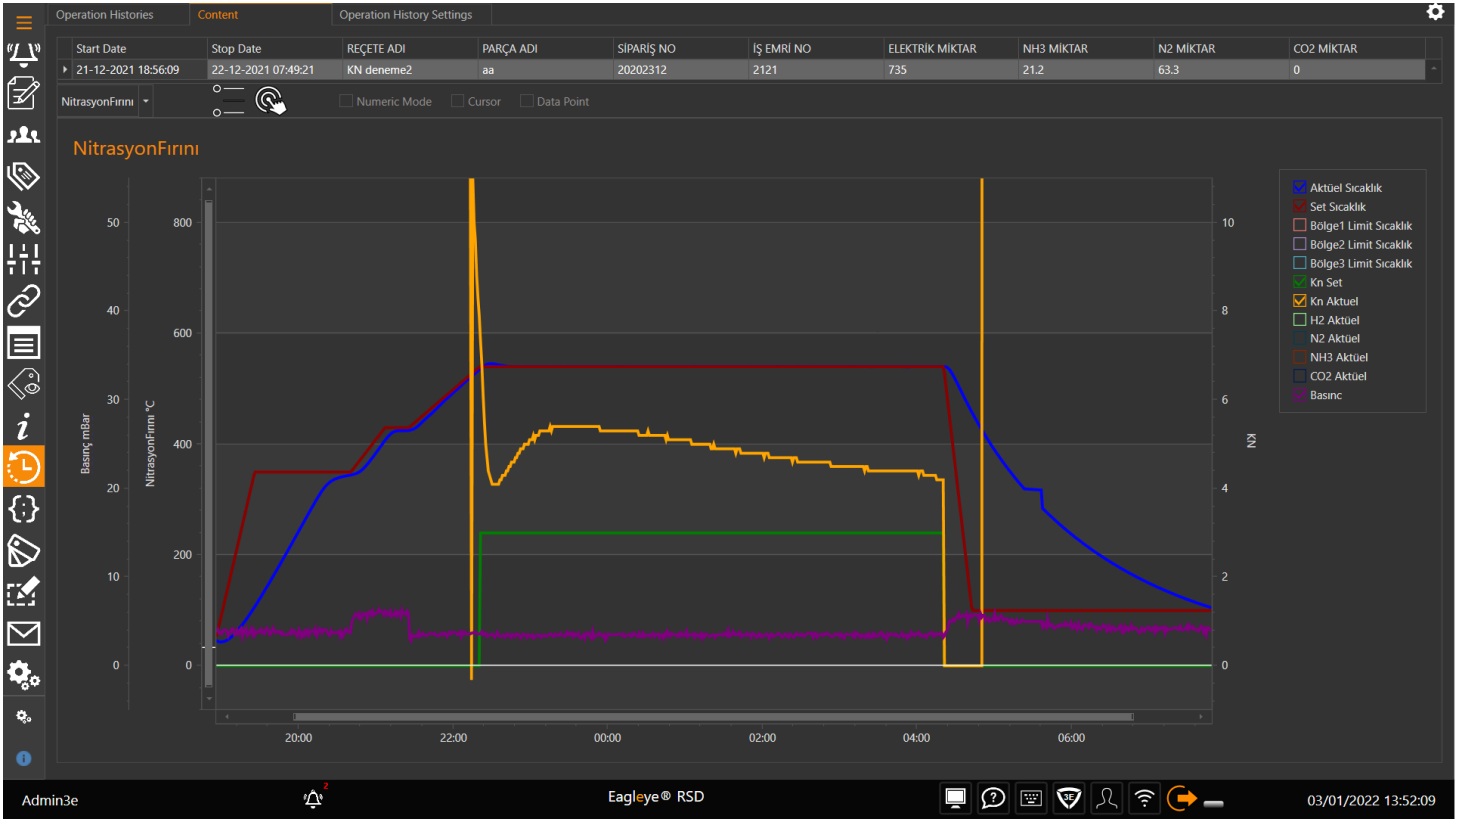 Operation Histories Content Operation History Settings
Start Date Stop Date REÇETE ADI PARÇA ADI SİPARİŞ NO İŞ EMRİ NO ELEKTRİK MİKTAR NH3 MİKTAR N2 MİKTAR CO2 MİKTAR
21-12-2021 18:56:09 22-12-2021 07:49:21 KN deneme2 aa 20202312 2121 735 21.2 63.3 0
NitrasyonFırını Numeric Mode Cursor Data Point
NitrasyonFırını
50
40
30
20
10
0
Basınç mBar
800
600
400
200
0
NitrasyonFırını °C
10
8
6
4
2
0
KN
20:00 22:00 00:00 02:00 04:00 06:00
Aktüel Sıcaklık
Set Sıcaklık
Bölge1 Limit Sıcaklık
Bölge2 Limit Sıcaklık
Bölge3 Limit Sıcaklık
Kn Set
Kn Aktuel
H2 Aktüel
N2 Aktüel
NH3 Aktüel
CO2 Aktüel
Basınc
Admin3e 2 Eagleye® RSD 3E 03/01/2022 13:52:09